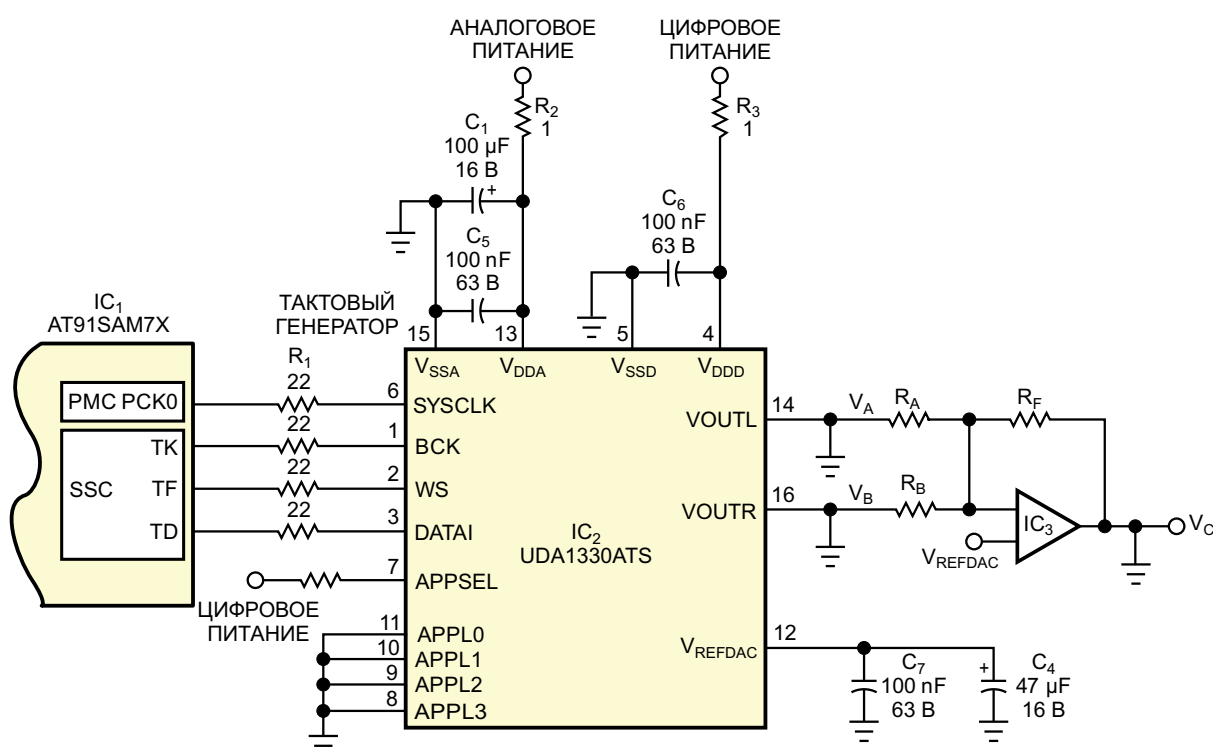 АНАЛОГОВОЕ
ПИТАНИЕ
ЦИФРОВОЕ
ПИТАНИЕ
R2
1
R3
1
C1
100 µF
16 В
+
C5
100 nF
63 В
C6
100 nF
63 В
IC1
AT91SAM7X
ТАКТОВЫЙ
ГЕНЕРАТОР
15
13
5
4
VSSA
VDDA
VSSD
VDDD
R1
22
PMC PCK0
6
SYSCLK
22
TK
1
BCK
22
SSC
TF
2
WS
22
TD
3
DATAI
7
APPSEL
ЦИФРОВОЕ
ПИТАНИЕ
11
APPL0
10
APPL1
9
APPL2
8
APPL3
IC2
UDA1330ATS
VOUTL
14
VA
RA
RF
VOUTR
16
VB
RB
IC3
VREFDAC
VC
VREFDAC
12
C7
100 nF
63 В
+
C4
47 µF
16 В